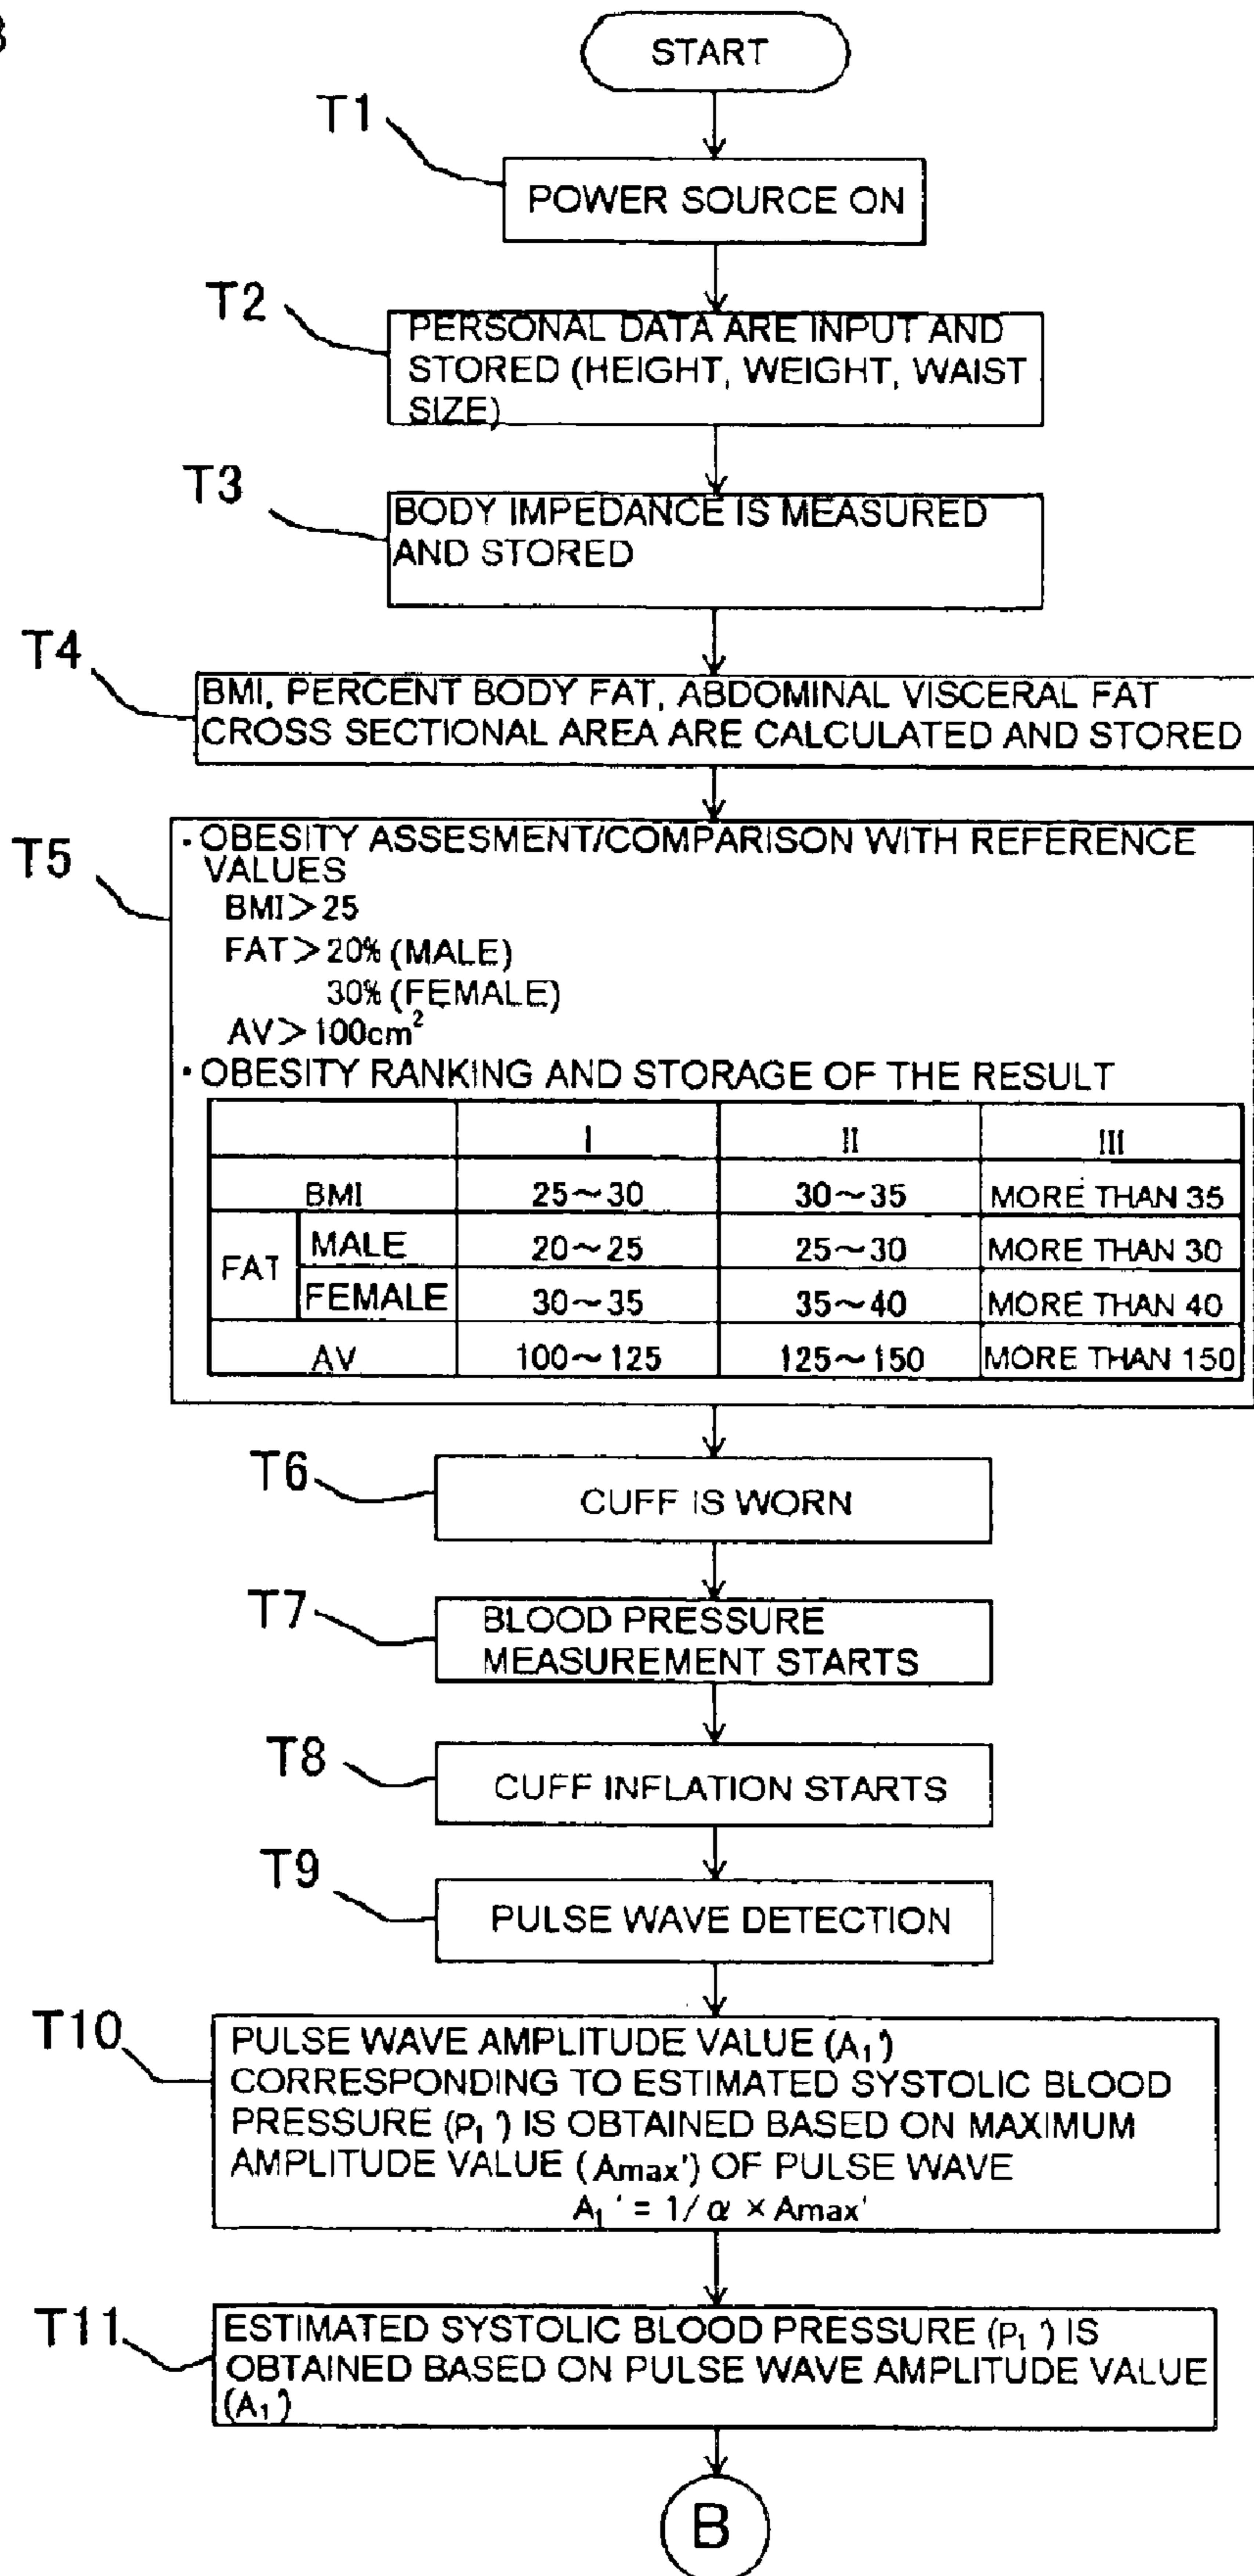 START
T1
POWER SOURCE ON
T2
PERSONAL DATA ARE INPUT AND
STORED (HEIGHT, WEIGHT, WAIST
SIZE)
T3
BODY IMPEDANCE IS MEASURED
AND STORED
T4
BMI, PERCENT BODY FAT, ABDOMINAL VISCERAL FAT
CROSS SECTIONAL AREA ARE CALCULATED AND STORED
T5
・OBESITY ASSESMENT/COMPARISON WITH REFERENCE
VALUES
BMI>25
FAT>20% (MALE)
30% (FEMALE)
AV>100cm²
・OBESITY RANKING AND STORAGE OF THE RESULT
I II III
BMI 25~30 30~35 MORE THAN 35
FAT MALE 20~25 25~30 MORE THAN 30
FEMALE 30~35 35~40 MORE THAN 40
AV 100~125 125~150 MORE THAN 150
T6
CUFF IS WORN
T7
BLOOD PRESSURE
MEASUREMENT STARTS
T8
CUFF INFLATION STARTS
T9
PULSE WAVE DETECTION
T10
PULSE WAVE AMPLITUDE VALUE (A₁')
CORRESPONDING TO ESTIMATED SYSTOLIC BLOOD
PRESSURE (P₁') IS OBTAINED BASED ON MAXIMUM
AMPLITUDE VALUE (Amax') OF PULSE WAVE
A₁' = 1/α × Amax'
T11
ESTIMATED SYSTOLIC BLOOD PRESSURE (P₁') IS
OBTAINED BASED ON PULSE WAVE AMPLITUDE VALUE
(A₁')
B